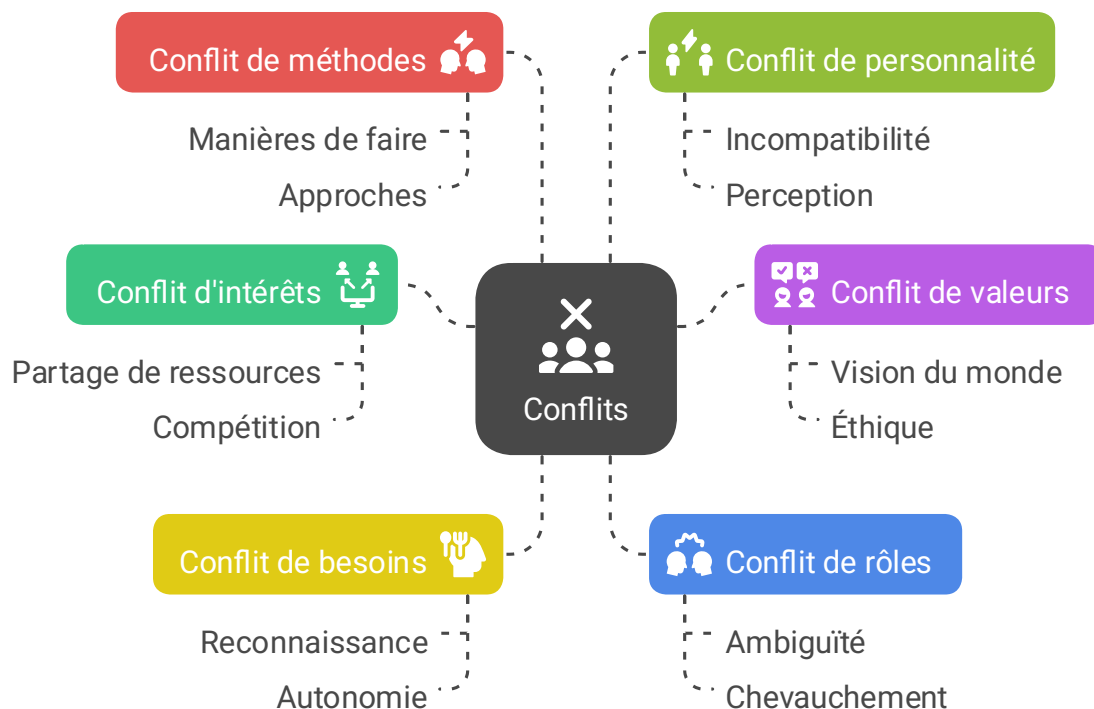 Conflit de méthodes
Manières de faire
Approches
Conflit de personnalité
Incompatibilité
Perception
Conflit d'intérêts
Partage de ressources
Compétition
Conflits
Conflit de valeurs
Vision du monde
Éthique
Conflit de besoins
Reconnaissance
Autonomie
Conflit de rôles
Ambiguïté
Chevauchement